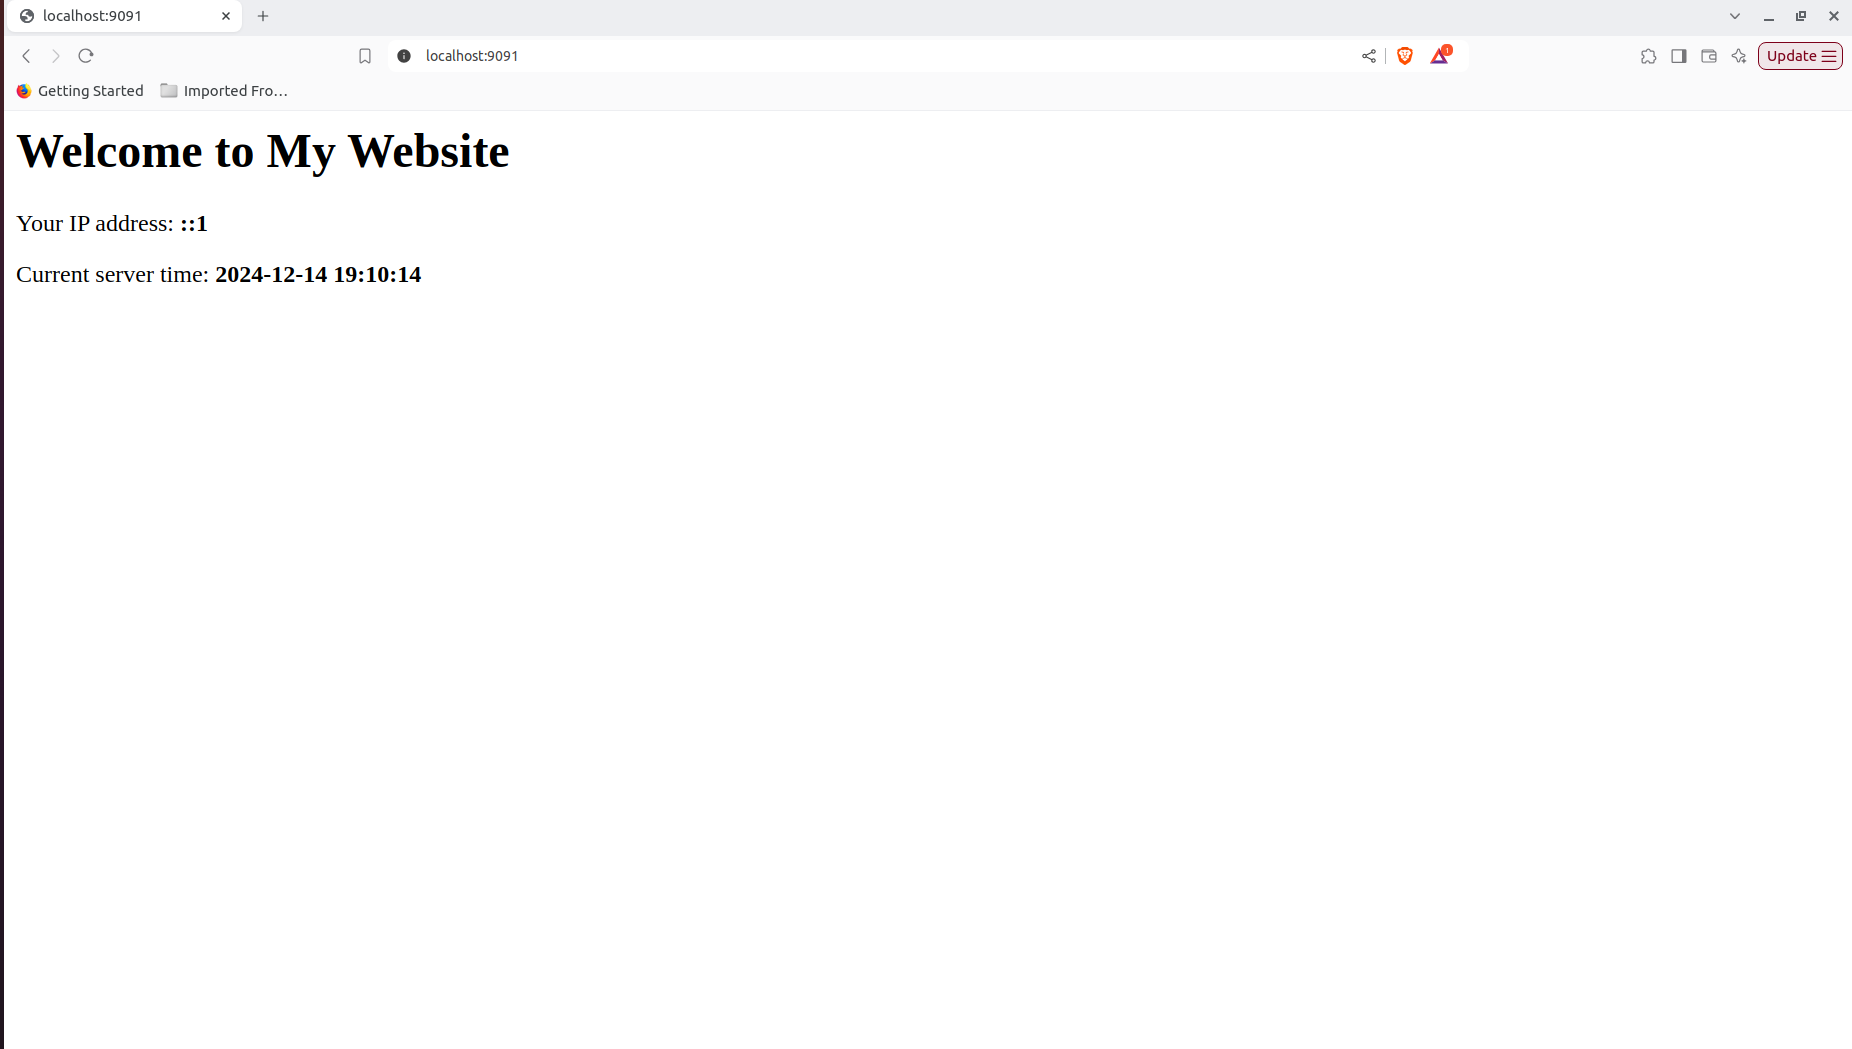 localhost:9091
localhost:9091
1
Update
Getting Started
Imported Fro...
Welcome to My Website
Your IP address: ::1
Current server time: 2024-12-14 19:10:14